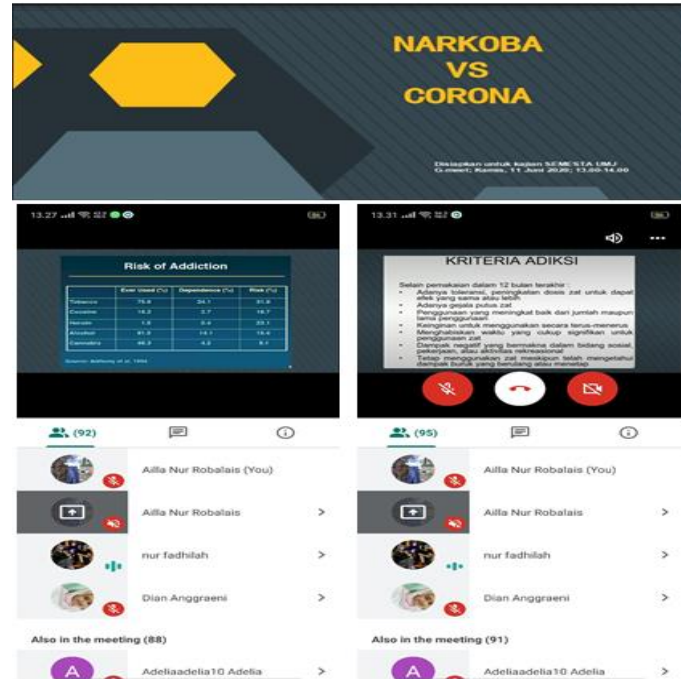 NARKOBA
VS
CORONA
Disiapkan untuk kajian SEMESTA UMJ
G-meet; Kamis, 11 Juni 2020; 13.00-14.00
13.27
Risk of Addiction
Ever Used (%) Dependence (%) Risk (%)
Tobacco 75.6 24.1 31.9
Cocaine 16.2 2.7 16.7
Heroin 23.1
Alcohol 91.5 14.1 15.4
Cannabis 46.3 4.2 9.1
Source: Anthony et al, 1994
(92)
Ailla Nur Robalais (You)
Ailla Nur Robalais
nur fadhilah
Dian Anggraeni
Also in the meeting (88)
A Adeliaadelia10 Adelia
13.31
KRITERIA ADIKSI
Selain pemakaian dalam 12 bulan terakhir :
• Adanya toleransi, peningkatan dosis zat untuk dapat
efek yang sama atau lebih
• Adanya gejala putus zat
• Penggunaan yang meningkat baik dari jumlah maupun
lama penggunaan
• Keinginan untuk menggunakan secara terus-menerus
• Menghabiskan waktu yang cukup signifikan untuk
penggunaan zat
• Dampak negatif yang bermakna dalam bidang sosial,
pekerjaan, atau aktivitas rekreasional
• Tetap menggunakan zat meskipun telah mengetahui
dampak buruk yang berulang atau menetap
(95)
Ailla Nur Robalais (You)
Ailla Nur Robalais
nur fadhilah
Dian Anggraeni
Also in the meeting (91)
A Adeliaadelia10 Adelia